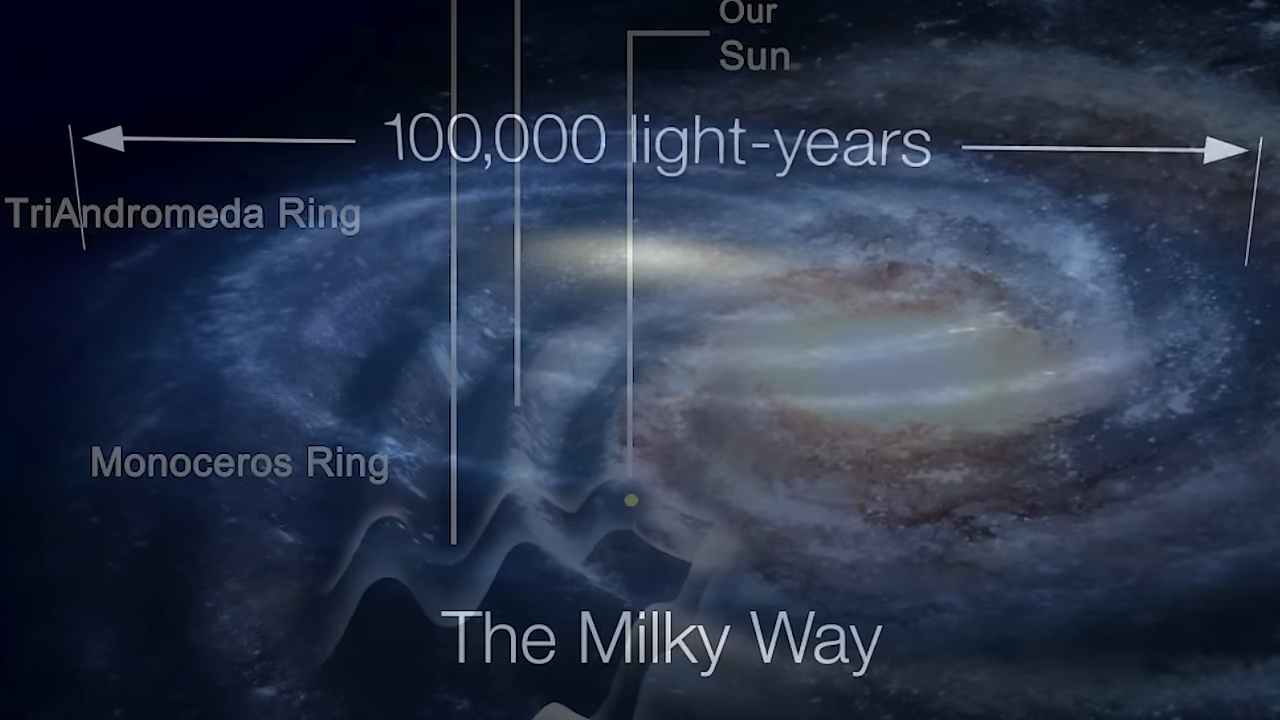 Our
Sun
100,000 light-years
TriAndromeda Ring
Monoceros Ring
The Milky Way